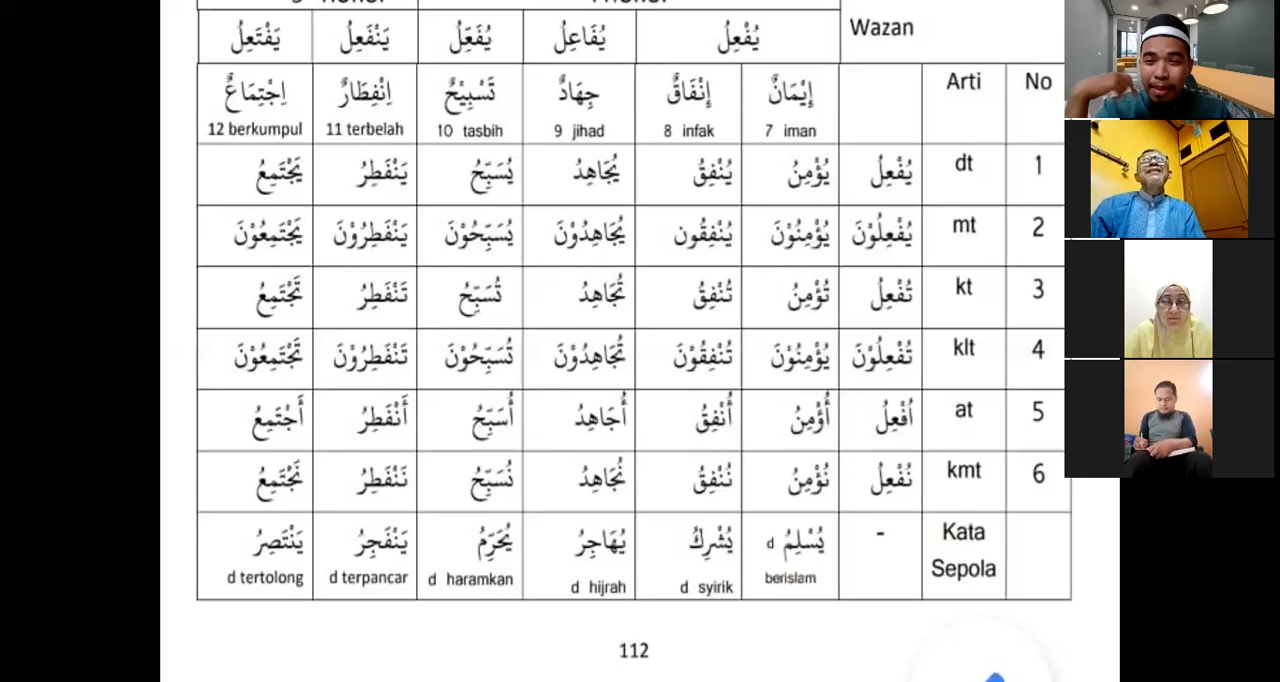 Wazan يُفْعِلُ يُفَاعِلُ يُفَعِّلُ يَنْفَعِلُ يَفْتَعِلُ
No Arti إِيْمَانٌ إِنْفَاقٌ جِهَادٌ تَسْبِيْحٌ اِنْفِطَارٌ اِجْتِمَاعٌ
7 iman 8 infak 9 jihad 10 tasbih 11 terbelah 12 berkumpul
1 dt يُفْعِلُ يُؤْمِنُ يُنْفِقُ يُجَاهِدُ يُسَبِّحُ يَنْفَطِرُ يَجْتَمِعُ
2 mt يُفْعِلُوْنَ يُؤْمِنُوْنَ يُنْفِقُون يُجَاهِدُوْنَ يُسَبِّحُوْنَ يَنْفَطِرُوْنَ يَجْتَمِعُوْنَ
3 kt تُفْعِلُ تُؤْمِنُ تُنْفِقُ تُجَاهِدُ تُسَبِّحُ تَنْفَطِرُ تَجْتَمِعُ
4 klt تُفْعِلُوْنَ يُؤْمِنُوْنَ تُنْفِقُوْنَ تُجَاهِدُوْنَ تُسَبِّحُوْنَ تَنْفَطِرُوْنَ تَجْتَمِعُوْنَ
5 at اُفْعِلُ أُؤْمِنُ أُنْفِقُ أُجَاهِدُ أُسَبِّحُ أَنْفَطِرُ أَجْتَمِعُ
6 kmt نُفْعِلُ نُؤْمِنُ نُنْفِقُ نُجَاهِدُ نُسَبِّحُ نَنْفَطِرُ نَجْتَمِعُ
Kata - يُسْلِمُ d يُشْرِكُ يُهَاجِرُ يُحَرِّمُ يَنْفَجِرُ يَنْتَصِرُ
Sepola berislam d syirik d hijrah d haramkan d terpancar d tertolong
112